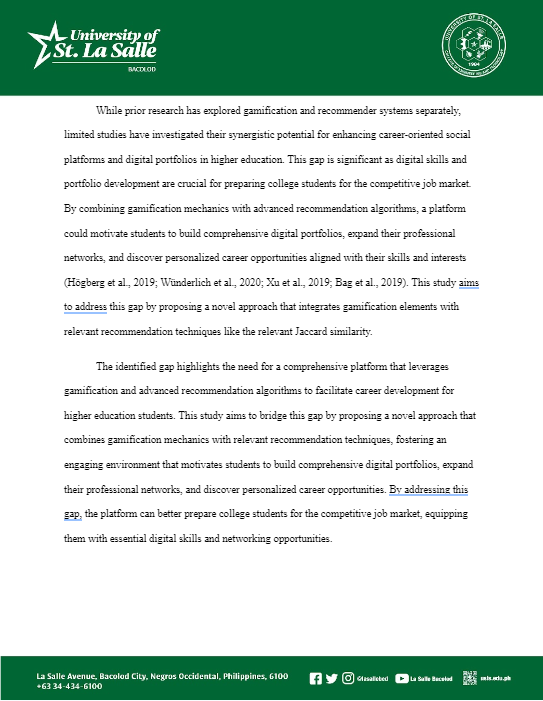 University of
St. La Salle
BACOLOD
1984
While prior research has explored gamification and recommender systems separately,
limited studies have investigated their synergistic potential for enhancing career-oriented social
platforms and digital portfolios in higher education. This gap is significant as digital skills and
portfolio development are crucial for preparing college students for the competitive job market.
By combining gamification mechanics with advanced recommendation algorithms, a platform
could motivate students to build comprehensive digital portfolios, expand their professional
networks, and discover personalized career opportunities aligned with their skills and interests
(Högberg et al., 2019; Wünderlich et al., 2020; Xu et al., 2019; Bag et al., 2019). This study aims
to address this gap by proposing a novel approach that integrates gamification elements with
relevant recommendation techniques like the relevant Jaccard similarity.
The identified gap highlights the need for a comprehensive platform that leverages
gamification and advanced recommendation algorithms to facilitate career development for
higher education students. This study aims to bridge this gap by proposing a novel approach that
combines gamification mechanics with relevant recommendation techniques, fostering an
engaging environment that motivates students to build comprehensive digital portfolios, expand
their professional networks, and discover personalized career opportunities. By addressing this
gap, the platform can better prepare college students for the competitive job market, equipping
them with essential digital skills and networking opportunities.
La Salle Avenue, Bacolod City, Negros Occidental, Philippines, 6100
+63 34-434-6100
@lasallebcd
La Salle Bacolod
usls.edu.ph